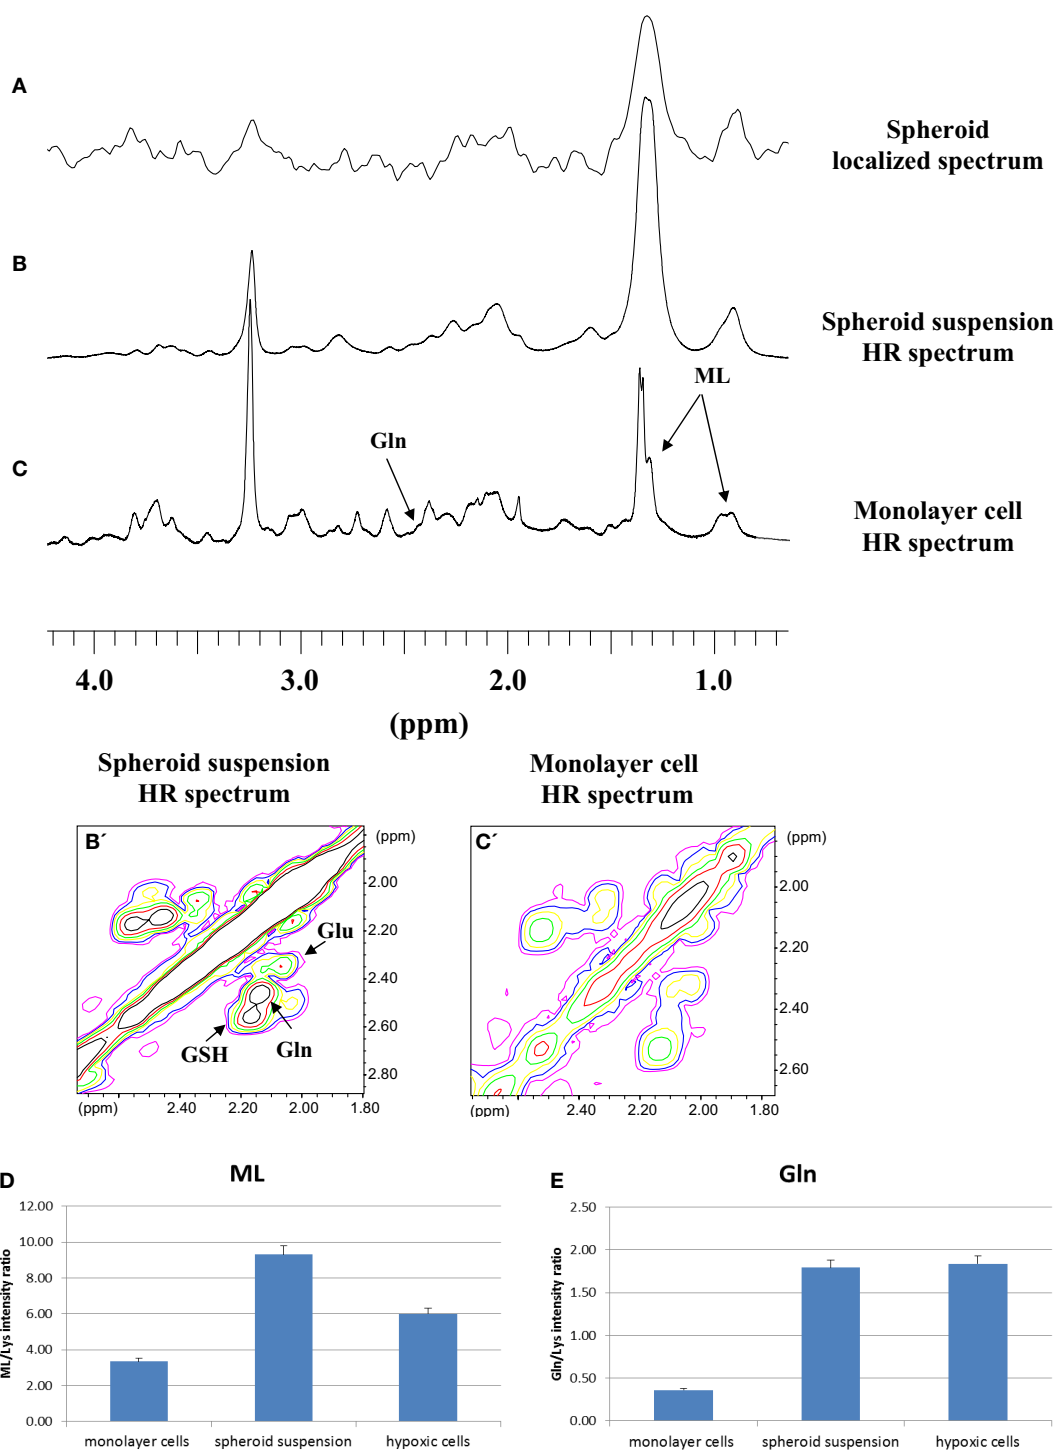 A
Spheroid
localized spectrum
B
Spheroid suspension
HR spectrum
ML
Gln
C
Monolayer cell
HR spectrum
4.0 3.0 2.0 1.0
(ppm)
Spheroid suspension
HR spectrum
Monolayer cell
HR spectrum
B´
(ppm)
2.00
2.20
Glu
2.40
2.60
GSH
Gln
2.80
(ppm) 2.40 2.20 2.00 1.80
C´
(ppm)
2.00
2.20
2.40
2.60
(ppm) 2.40 2.20 2.00 1.80
D
ML
12.00
10.00
8.00
6.00
4.00
2.00
0.00
ML/Lys intensity ratio
monolayer cells spheroid suspension hypoxic cells
E
Gln
2.50
2.00
1.50
1.00
0.50
0.00
Gln/Lys intensity ratio
monolayer cells spheroid suspension hypoxic cells